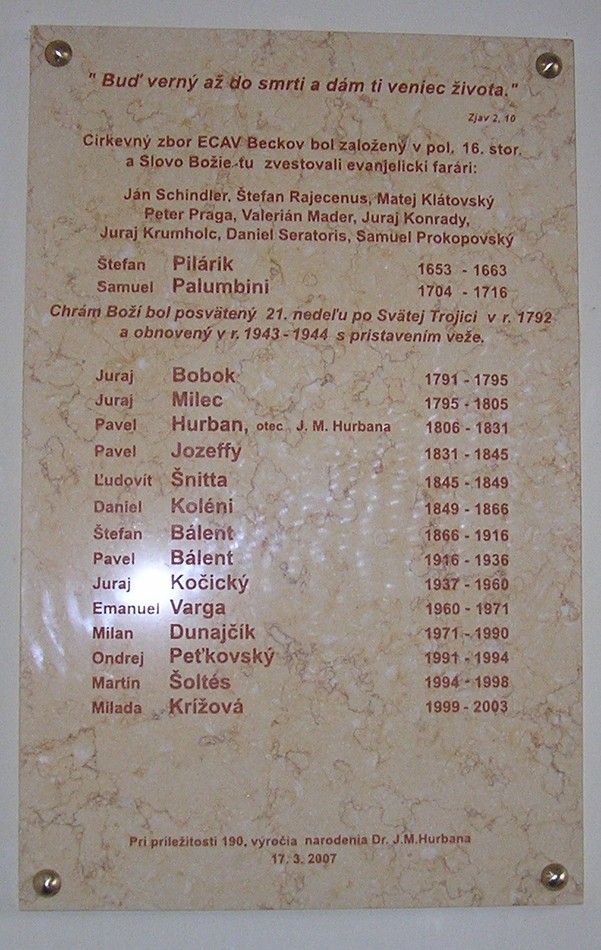 " Buď verný až do smrti a dám ti veniec života."
Zjav 2, 10
Cirkevný zbor ECAV Beckov bol založený v pol. 16. stor.
a Slovo Božie tu zvestovali evanjelickí farári:
Ján Schindler, Štefan Rajecenus, Matej Klátovský
Peter Praga, Valerián Mader, Juraj Konrady,
Juraj Krumholc, Daniel Seratoris, Samuel Prokopovský
Štefan Pilárik 1653 - 1663
Samuel Palumbini 1704 - 1716
Chrám Boží bol posvätený 21. nedeľu po Svätej Trojici v r. 1792
a obnovený v r. 1943 - 1944 s pristavením veže.
Juraj Bobok 1791 - 1795
Juraj Milec 1795 - 1805
Pavel Hurban, otec J. M. Hurbana 1806 - 1831
Pavel Jozeffy 1831 - 1845
Ľudovít Šnitta 1845 - 1849
Daniel Koléni 1849 - 1866
Štefan Bálent 1866 - 1916
Pavel Bálent 1916 - 1936
Juraj Kočický 1937 - 1960
Emanuel Varga 1960 - 1971
Milan Dunajčík 1971 - 1990
Ondrej Peťkovský 1991 - 1994
Martin Šoltés 1994 - 1998
Milada Krížová 1999 - 2003
Pri príležitosti 190. výročia narodenia Dr. J.M.Hurbana
17. 3. 2007